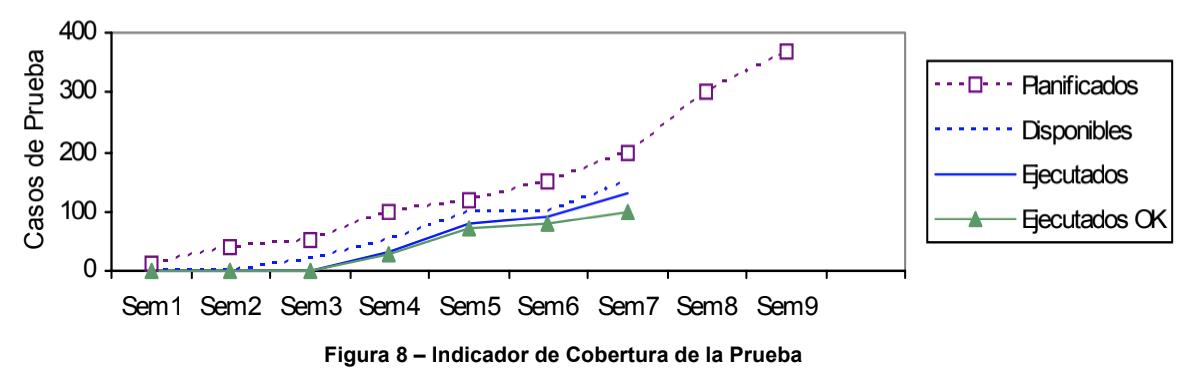 400
300
200
100
0
Casos de Prueba
Sem1 Sem2 Sem3 Sem4 Sem5 Sem6 Sem7 Sem8 Sem9
Planificados
Disponibles
Ejecutados
Ejecutados OK
Figura 8 – Indicador de Cobertura de la Prueba